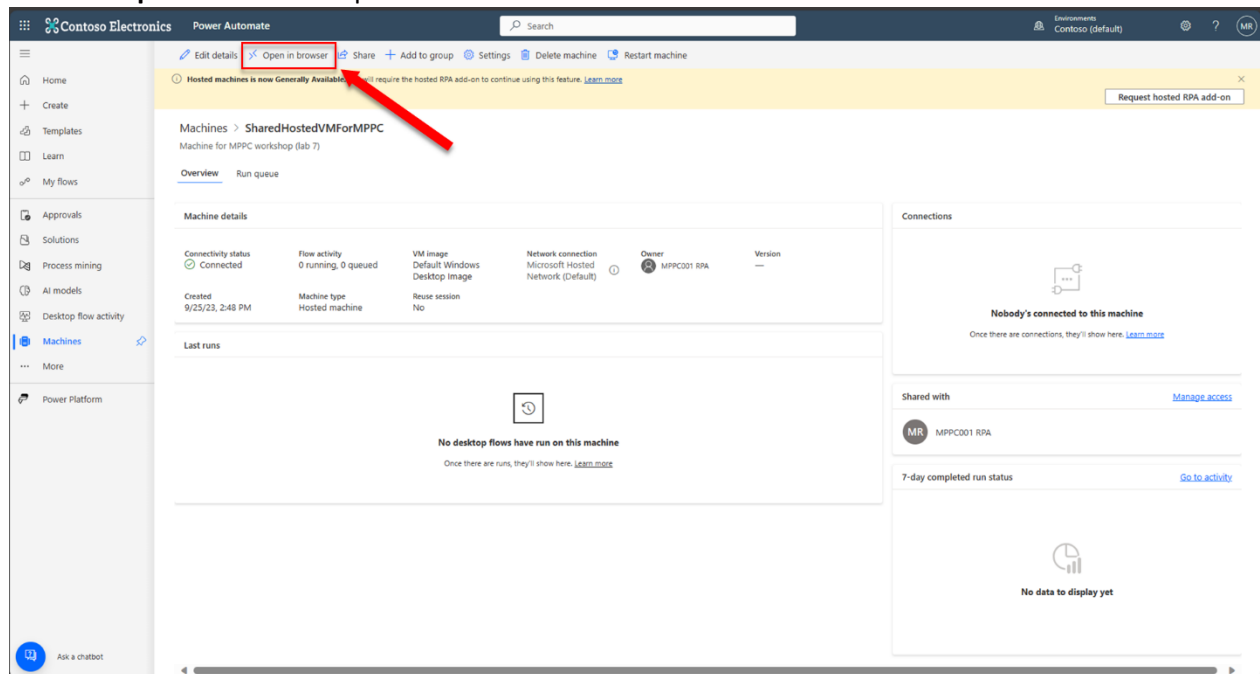 Contoso Electronics Power Automate
Search
Environments
Contoso (default)
?
MR
Edit details Open in browser Share Add to group Settings Delete machine Restart machine
Hosted machines is now Generally Available. will require the hosted RPA add-on to continue using this feature. Learn more
Request hosted RPA add-on
Home
Create
Templates
Learn
My flows
Approvals
Solutions
Process mining
AI models
Desktop flow activity
Machines
More
Power Platform
Ask a chatbot
Machines > SharedHostedVMForMPPC
Machine for MPPC workshop (lab 7)
Overview Run queue
Machine details
Connectivity status
Connected
Flow activity
0 running, 0 queued
VM image
Default Windows
Desktop Image
Network connection
Microsoft Hosted
Network (Default)
Owner
MPPC001 RPA
Version
—
Created
9/25/23, 2:48 PM
Machine type
Hosted machine
Reuse session
No
Last runs
No desktop flows have run on this machine
Once there are runs, they'll show here. Learn more
Connections
Nobody's connected to this machine
Once there are connections, they'll show here. Learn more
Shared with
Manage access
MR
MPPC001 RPA
7-day completed run status
Go to activity
No data to display yet